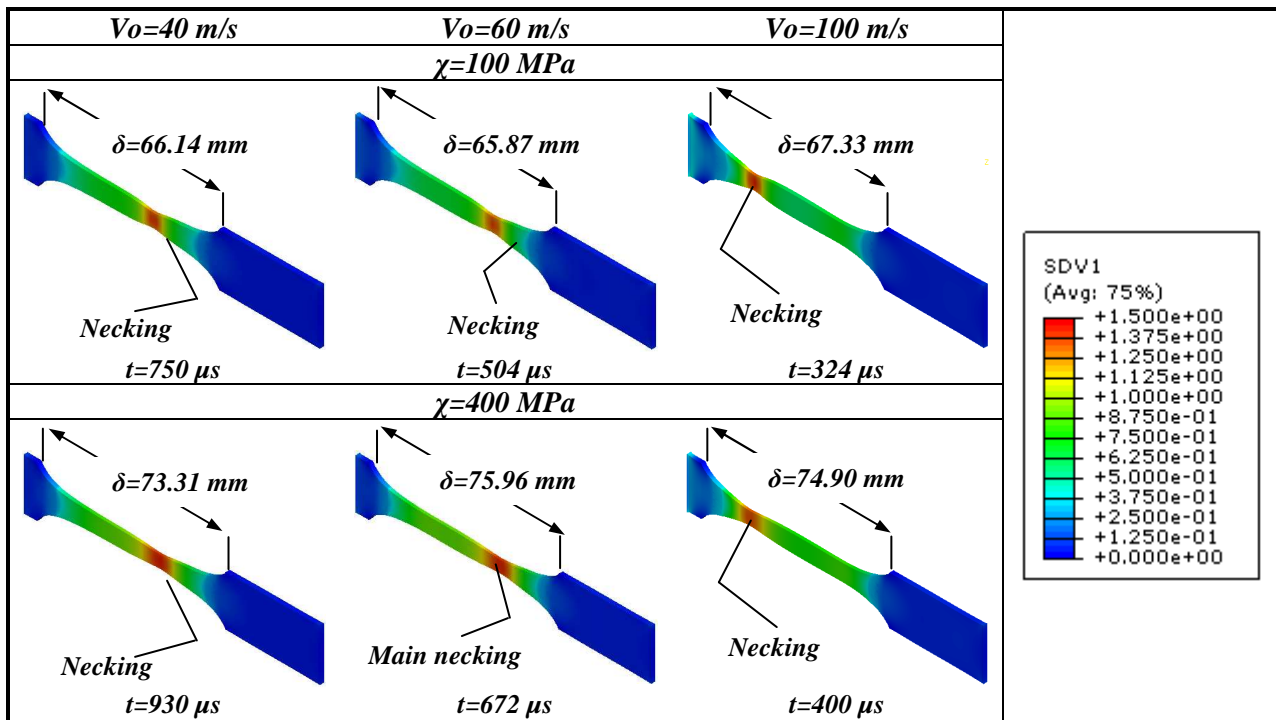 Vo=40 m/s Vo=60 m/s Vo=100 m/s
χ=100 MPa
δ=66.14 mm δ=65.87 mm δ=67.33 mm
Necking Necking Necking
t=750 μs t=504 μs t=324 μs
χ=400 MPa
δ=73.31 mm δ=75.96 mm δ=74.90 mm
Necking Main necking Necking
t=930 μs t=672 μs t=400 μs
SDV1
(Avg: 75%)
+1.500e+00
+1.375e+00
+1.250e+00
+1.125e+00
+1.000e+00
+8.750e-01
+7.500e-01
+6.250e-01
+5.000e-01
+3.750e-01
+2.500e-01
+1.250e-01
+0.000e+00